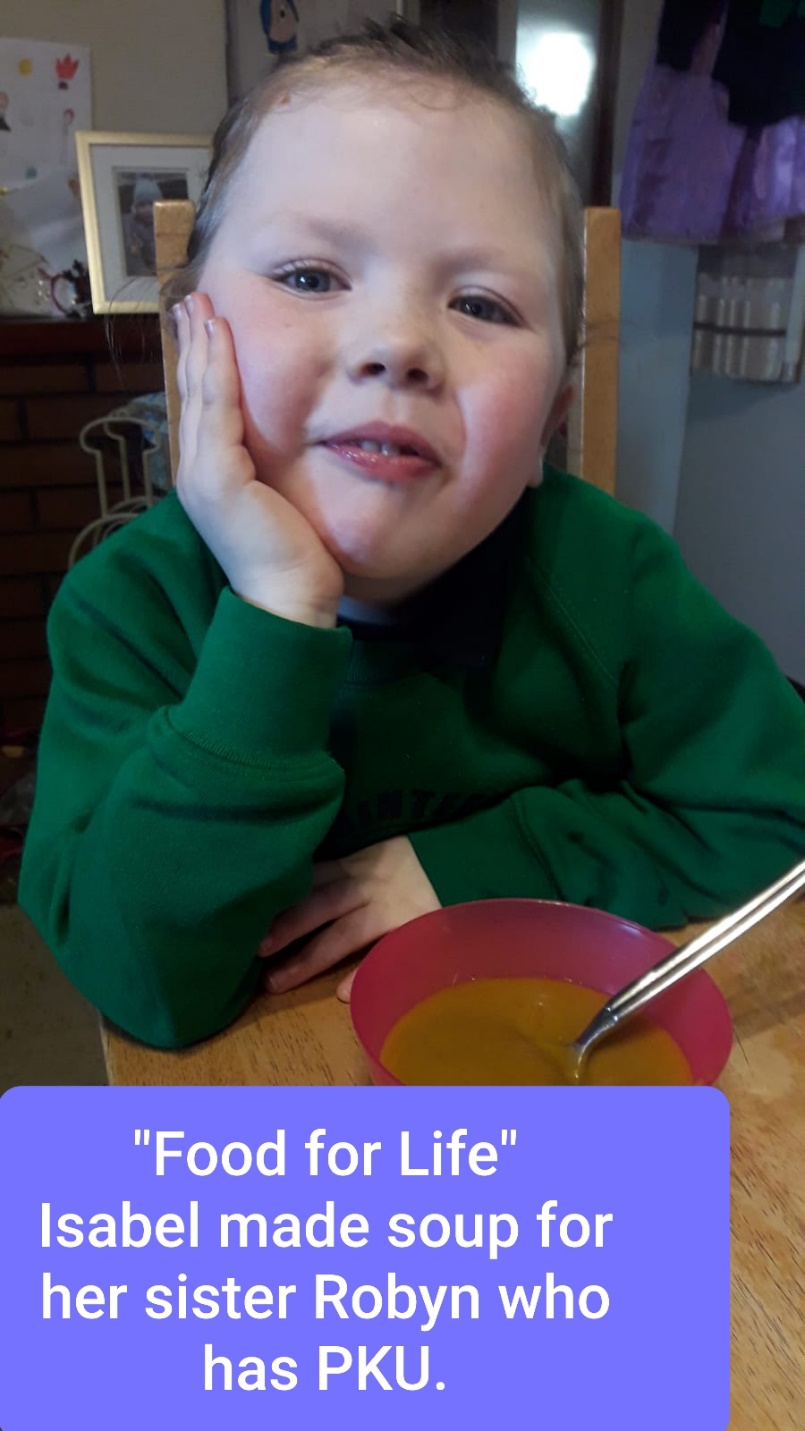 "Food for Life"
Isabel made soup for
her sister Robyn who
has PKU.